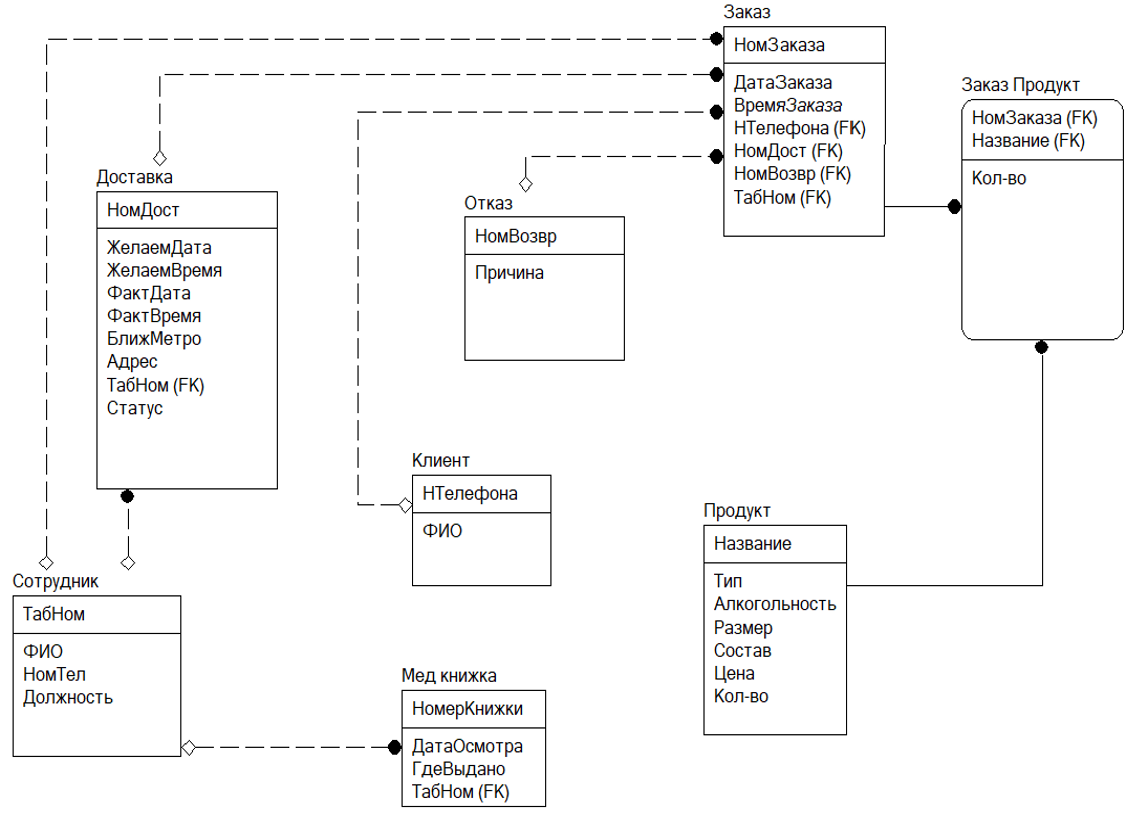 Заказ
НомЗаказа
ДатаЗаказа
ВремяЗаказа
НТелефона (FK)
НомДост (FK)
НомВозвр (FK)
ТабНом (FK)
Заказ Продукт
НомЗаказа (FK)
Название (FK)
Кол-во
Доставка
НомДост
ЖелаемДата
ЖелаемВремя
ФактДата
ФактВремя
БлижМетро
Адрес
ТабНом (FK)
Статус
Отказ
НомВозвр
Причина
Клиент
НТелефона
ФИО
Продукт
Название
Тип
Алкогольность
Размер
Состав
Цена
Кол-во
Сотрудник
ТабНом
ФИО
НомТел
Должность
Мед книжка
НомерКнижки
ДатаОсмотра
ГдеВыдано
ТабНом (FK)